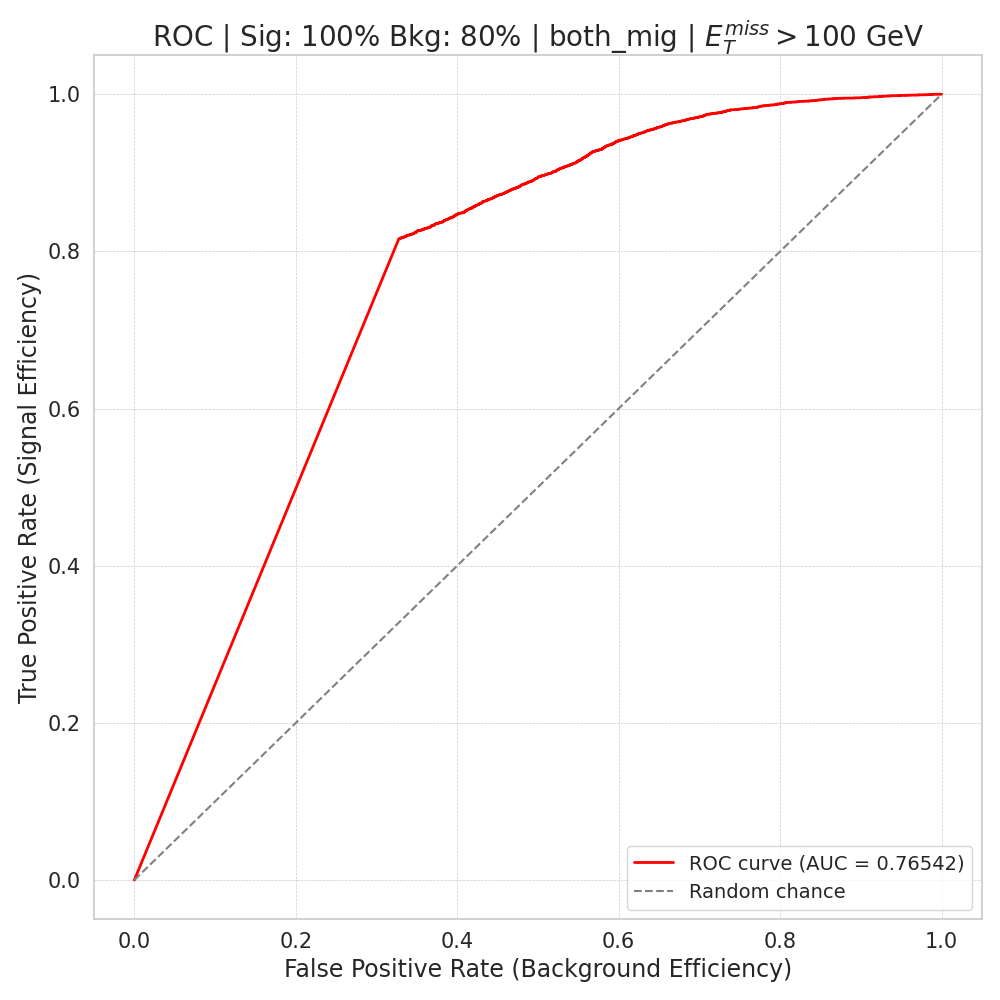 ROC | Sig: 100% Bkg: 80% | both_mig | $E_T^{miss} > 100$ GeV
1.0
0.8
0.6
0.4
0.2
0.0
True Positive Rate (Signal Efficiency)
ROC curve (AUC = 0.76542)
Random chance
0.0 0.2 0.4 0.6 0.8 1.0
False Positive Rate (Background Efficiency)